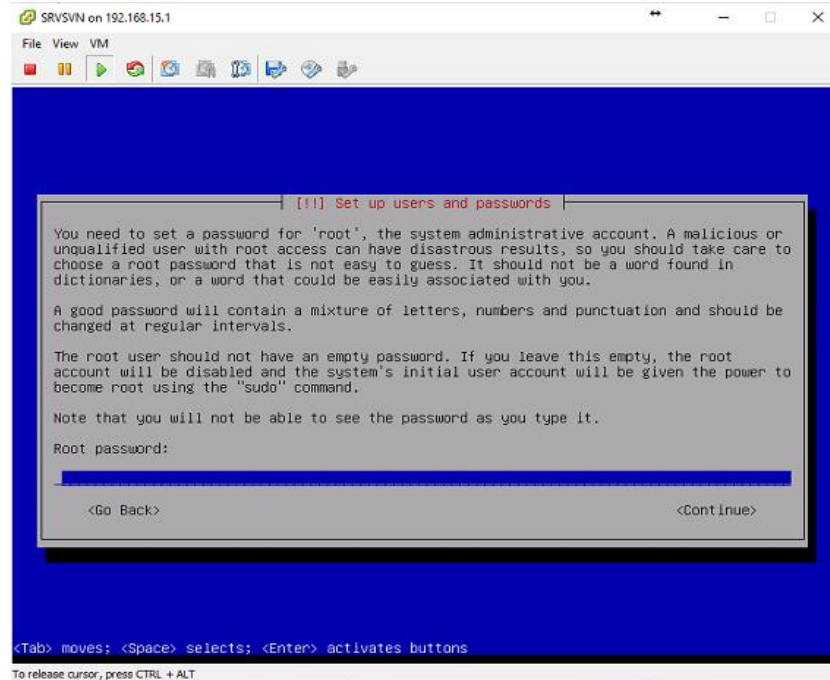 SRVSVN on 192.168.15.1
File View VM
[!!] Set up users and passwords
You need to set a password for 'root', the system administrative account. A malicious or
unqualified user with root access can have disastrous results, so you should take care to
choose a root password that is not easy to guess. It should not be a word found in
dictionaries, or a word that could be easily associated with you.
A good password will contain a mixture of letters, numbers and punctuation and should be
changed at regular intervals.
The root user should not have an empty password. If you leave this empty, the root
account will be disabled and the system's initial user account will be given the power to
become root using the "sudo" command.
Note that you will not be able to see the password as you type it.
Root password:
<Go Back> <Continue>
<Tab> moves; <Space> selects; <Enter> activates buttons
To release cursor, press CTRL + ALT